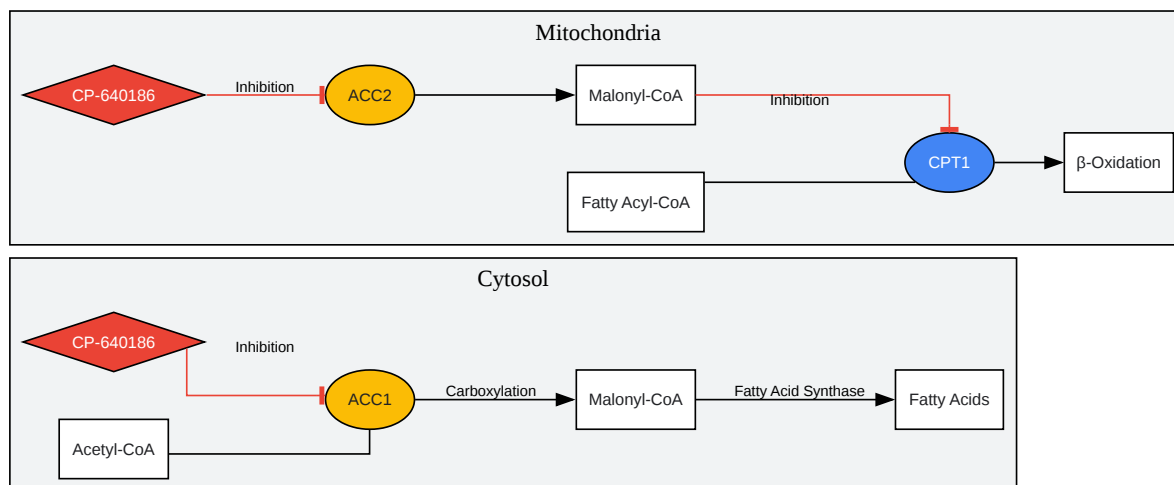 Mitochondria
CP-640186
Inhibition
ACC2
Malonyl-CoA
Inhibition
CPT1
β-Oxidation
Fatty Acyl-CoA
Cytosol
CP-640186
Inhibition
ACC1
Carboxylation
Malonyl-CoA
Fatty Acid Synthase
Fatty Acids
Acetyl-CoA